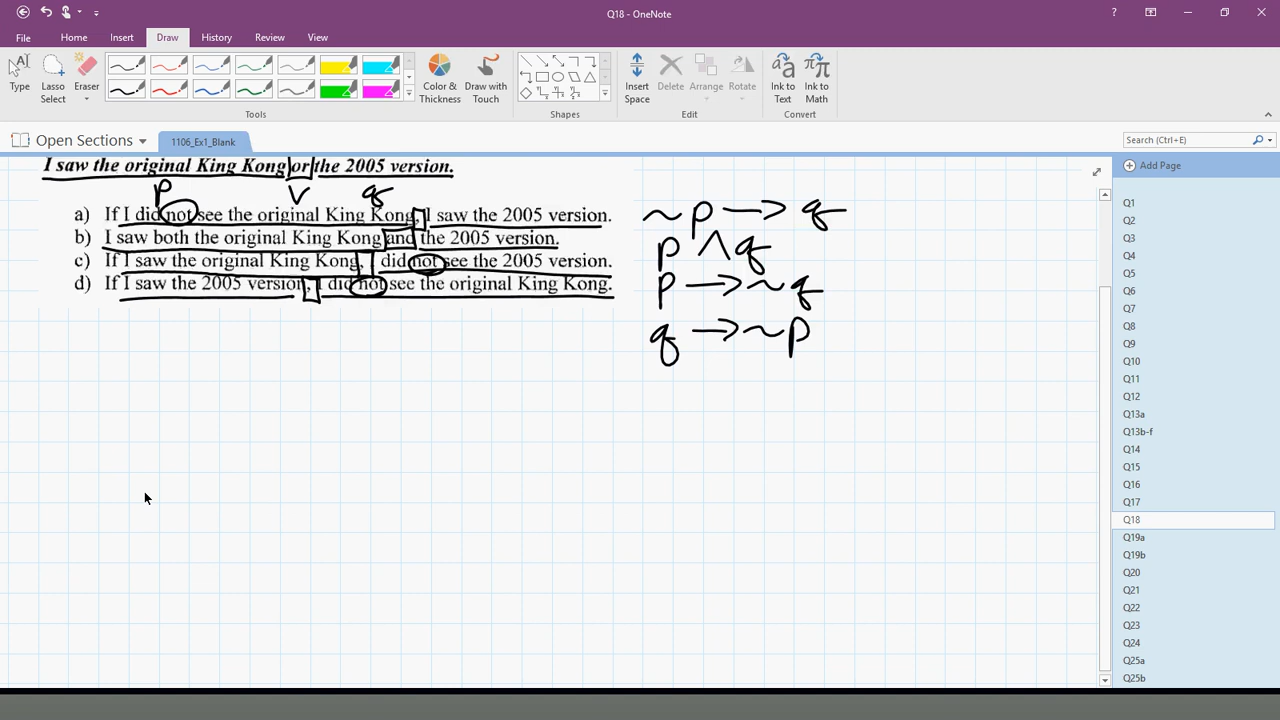 Q18 - OneNote
File Home Insert Draw History Review View
Type
Lasso Select
Eraser
Color & Thickness
Draw with Touch
Insert Space
Delete
Arrange
Rotate
Ink to Text
Ink to Math
Tools
Shapes
Edit
Convert
Open Sections
1106_Ex1_Blank
Search (Ctrl+E)
Add Page
I saw the original King Kong or the 2005 version.
p ∨ q
a) If I did not see the original King Kong, I saw the 2005 version.
b) I saw both the original King Kong and the 2005 version.
c) If I saw the original King Kong, I did not see the 2005 version.
d) If I saw the 2005 version, I did not see the original King Kong.
~p → q
p ∧ q
p → ~q
q → ~p
Q1
Q2
Q3
Q4
Q5
Q6
Q7
Q8
Q9
Q10
Q11
Q12
Q13a
Q13b-f
Q14
Q15
Q16
Q17
Q18
Q19a
Q19b
Q20
Q21
Q22
Q23
Q24
Q25a
Q25b